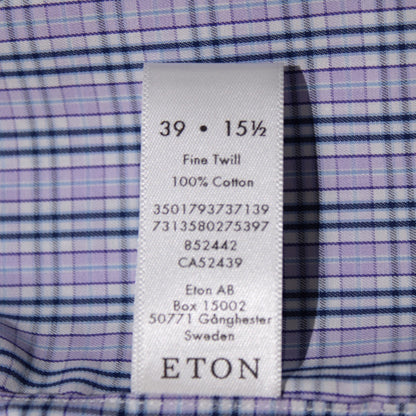 39 • 15½
Fine Twill
100% Cotton
3501793737139
7313580275397
852442
CA52439
Eton AB
Box 15002
50771 Gånghester
Sweden
ETON